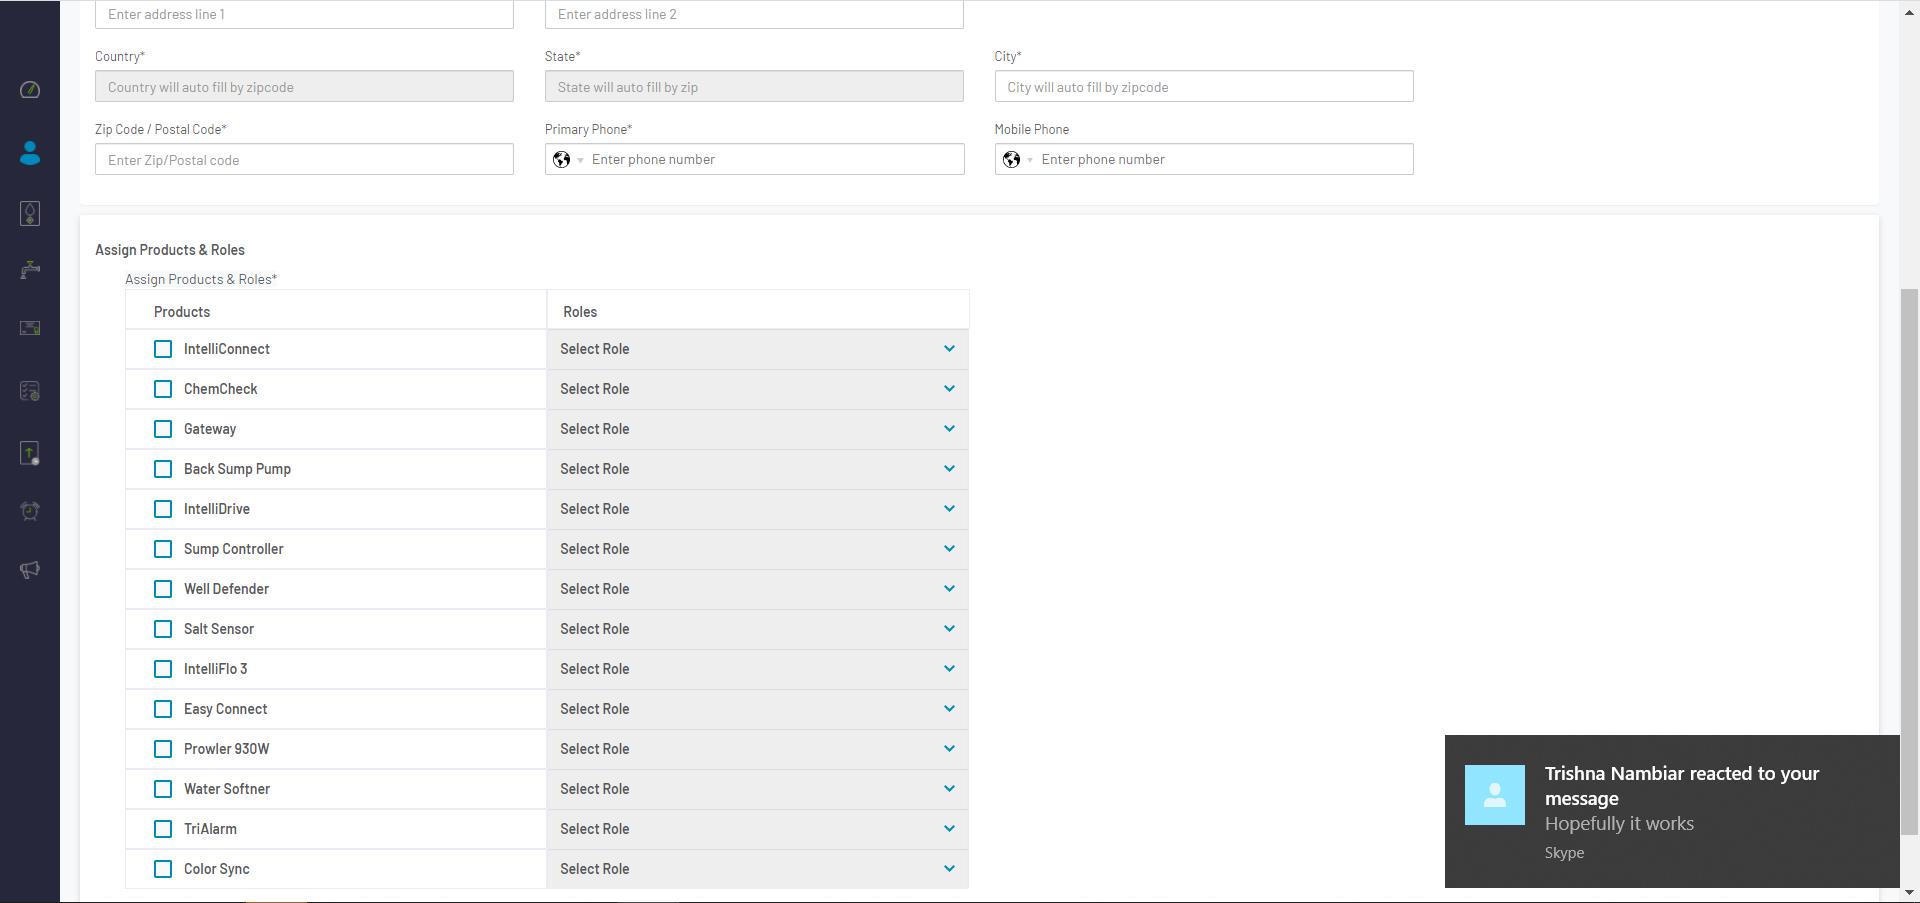 Enter address line 1
Enter address line 2
Country*
State*
City*
Country will auto fill by zipcode
State will auto fill by zip
City will auto fill by zipcode
Zip Code / Postal Code*
Primary Phone*
Mobile Phone
Enter Zip/Postal code
Enter phone number
Enter phone number
Assign Products & Roles
Assign Products & Roles*
Products
Roles
IntelliConnect
Select Role
ChemCheck
Select Role
Gateway
Select Role
Back Sump Pump
Select Role
IntelliDrive
Select Role
Sump Controller
Select Role
Well Defender
Select Role
Salt Sensor
Select Role
IntelliFlo 3
Select Role
Easy Connect
Select Role
Prowler 930W
Select Role
Water Softner
Select Role
TriAlarm
Select Role
Color Sync
Select Role
Trishna Nambiar reacted to your
message
Hopefully it works
Skype